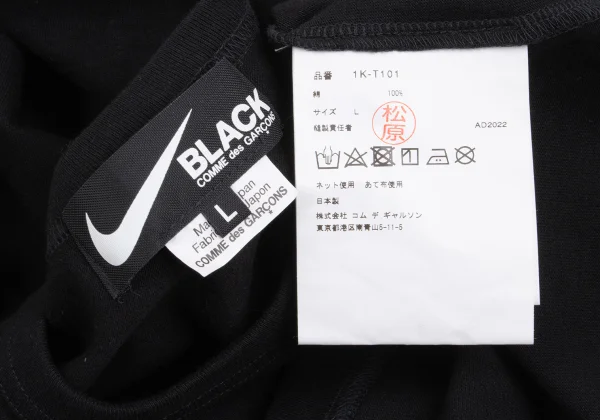 BLACK
COMME des GARÇONS
L
Made in Japan
Fabric Japon
COMME des GARÇONS
品番 1K-T101
綿 100%
サイズ L
縫製責任者 松原 AD2022
ネット使用 あて布使用
日本製
株式会社 コム デ ギャルソン
東京都港区南青山5-11-5